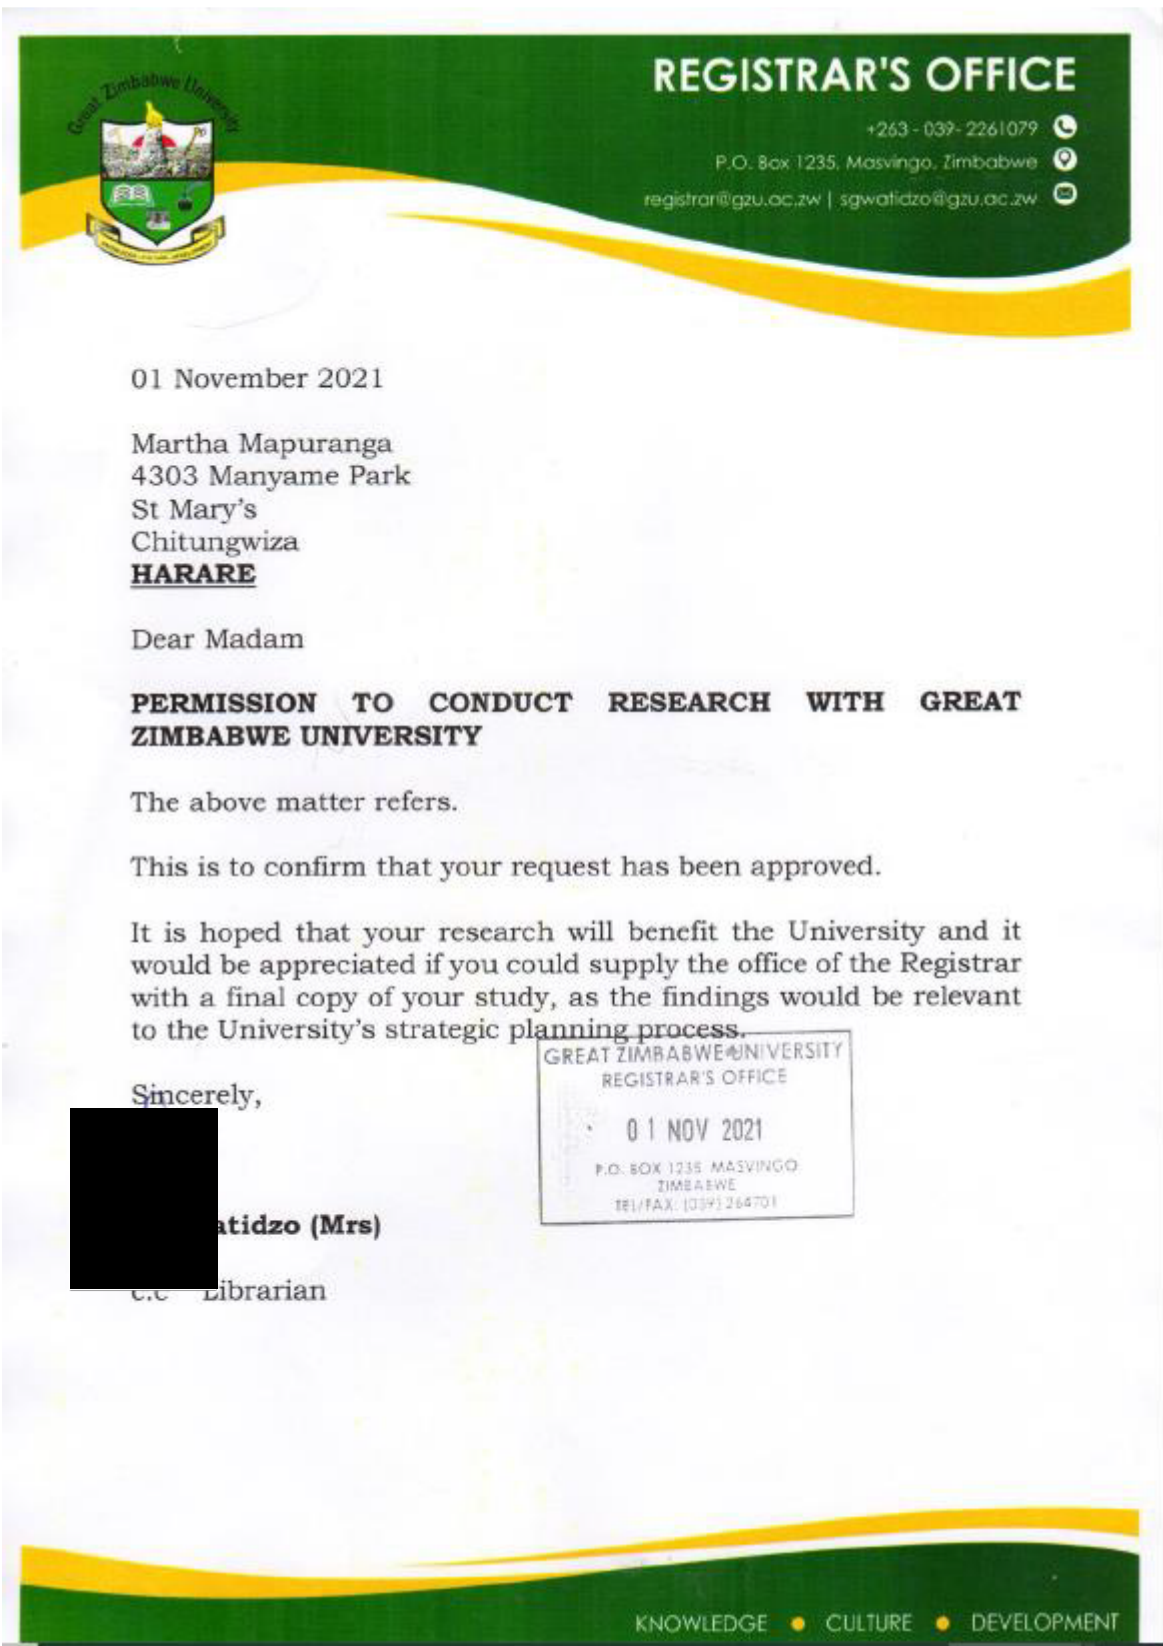 Great Zimbabwe University
REGISTRAR'S OFFICE
+263 - 039- 2261079
P.O. Box 1235, Masvingo, Zimbabwe
registrar@gzu.ac.zw | sgwatidzo@gzu.ac.zw
01 November 2021
Martha Mapuranga
4303 Manyame Park
St Mary's
Chitungwiza
HARARE
Dear Madam
PERMISSION TO CONDUCT RESEARCH WITH GREAT
ZIMBABWE UNIVERSITY
The above matter refers.
This is to confirm that your request has been approved.
It is hoped that your research will benefit the University and it
would be appreciated if you could supply the office of the Registrar
with a final copy of your study, as the findings would be relevant
to the University's strategic planning process.
Sincerely,
GREAT ZIMBABWE UNIVERSITY
REGISTRAR'S OFFICE
01 NOV 2021
P.O. BOX 1235 MASVINGO
ZIMBABWE
TEL/FAX: (039) 264701
atidzo (Mrs)
c.c Librarian
KNOWLEDGE • CULTURE • DEVELOPMENT